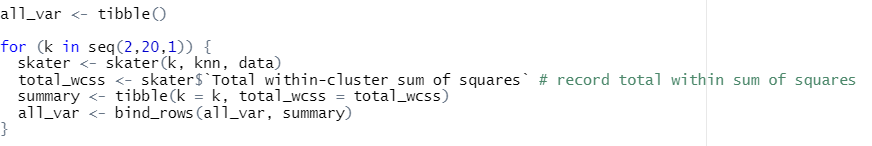 all_var <- tibble()
for (k in seq(2,20,1)) {
skater <- skater(k, knn, data)
total_wcss <- skater$`Total within-cluster sum of squares` # record total within sum of squares
summary <- tibble(k = k, total_wcss = total_wcss)
all_var <- bind_rows(all_var, summary)
}